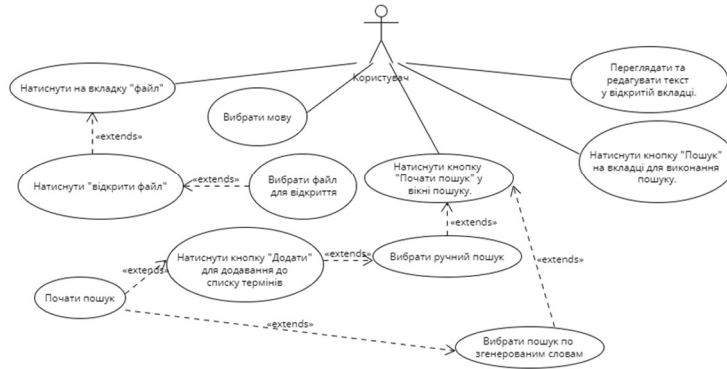 Користувач
Натиснути на вкладку "файл"
Переглядати та
редагувати текст
у відкритій вкладці.
Вибрати мову
«extends»
Натиснути "відкрити файл"
«extends»
Вибрати файл
для відкриття
Натиснути кнопку
"Почати пошук" у
вікні пошуку.
Натиснути кнопку "Пошук"
на вкладці для виконання
пошуку.
«extends»
Натиснути кнопку "Додати"
для додавання до
списку термінів
«extends»
Вибрати ручний пошук
«extends»
«extends»
Почати пошук
«extends»
Вибрати пошук по
згенерованим словам